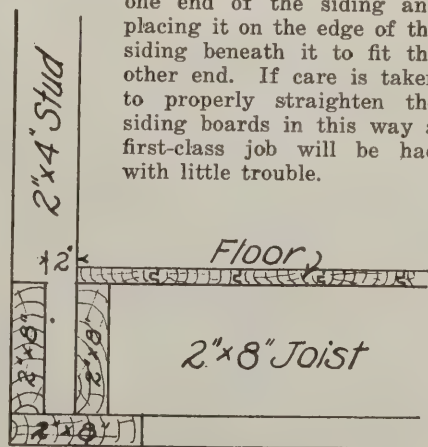 one end of the siding an
placing it on the edge of th
siding beneath it to fit th
other end. If care is take
to properly straighten th
siding boards in this way a
first-class job will be had
with little trouble.
2"x4" Stud
2"
Floor
2"x8"
2"x8"
2"x8" Joist
2"x8"